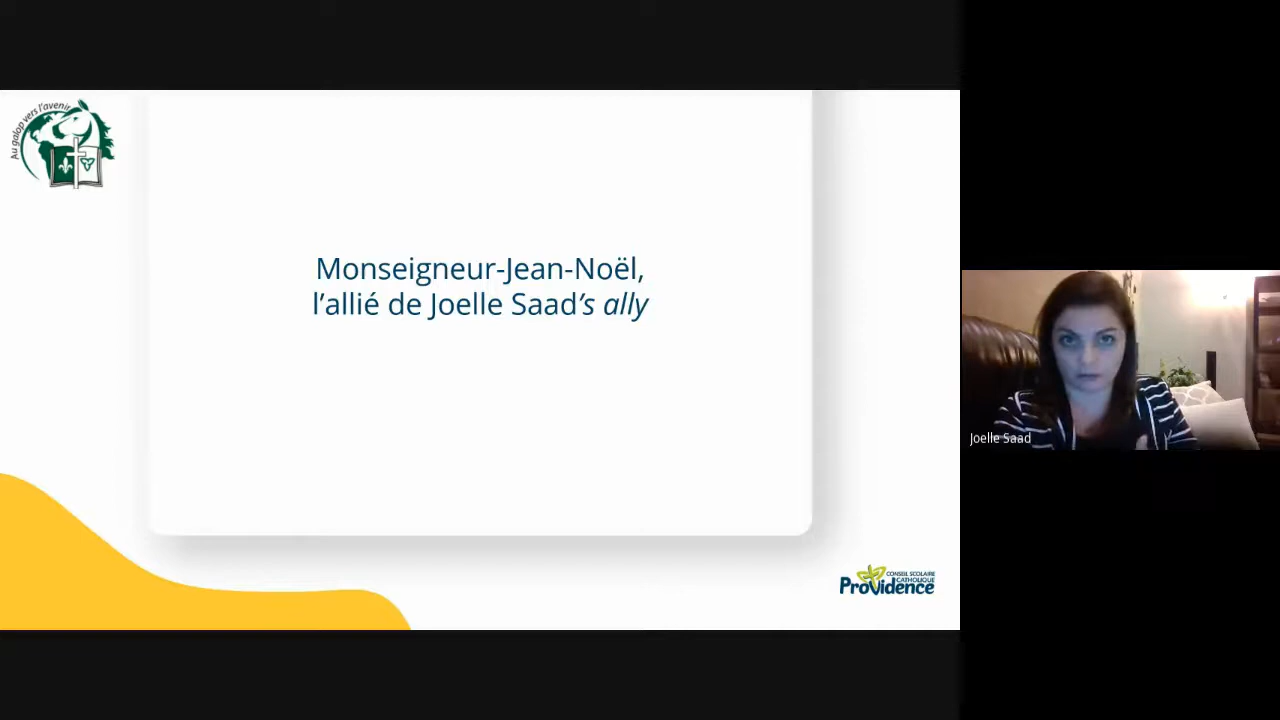 Au galop vers l'avenir
Monseigneur-Jean-Noël,
l'allié de Joelle Saad's ally
Joelle Saad
CONSEIL SCOLAIRE
CATHOLIQUE
ProVidence